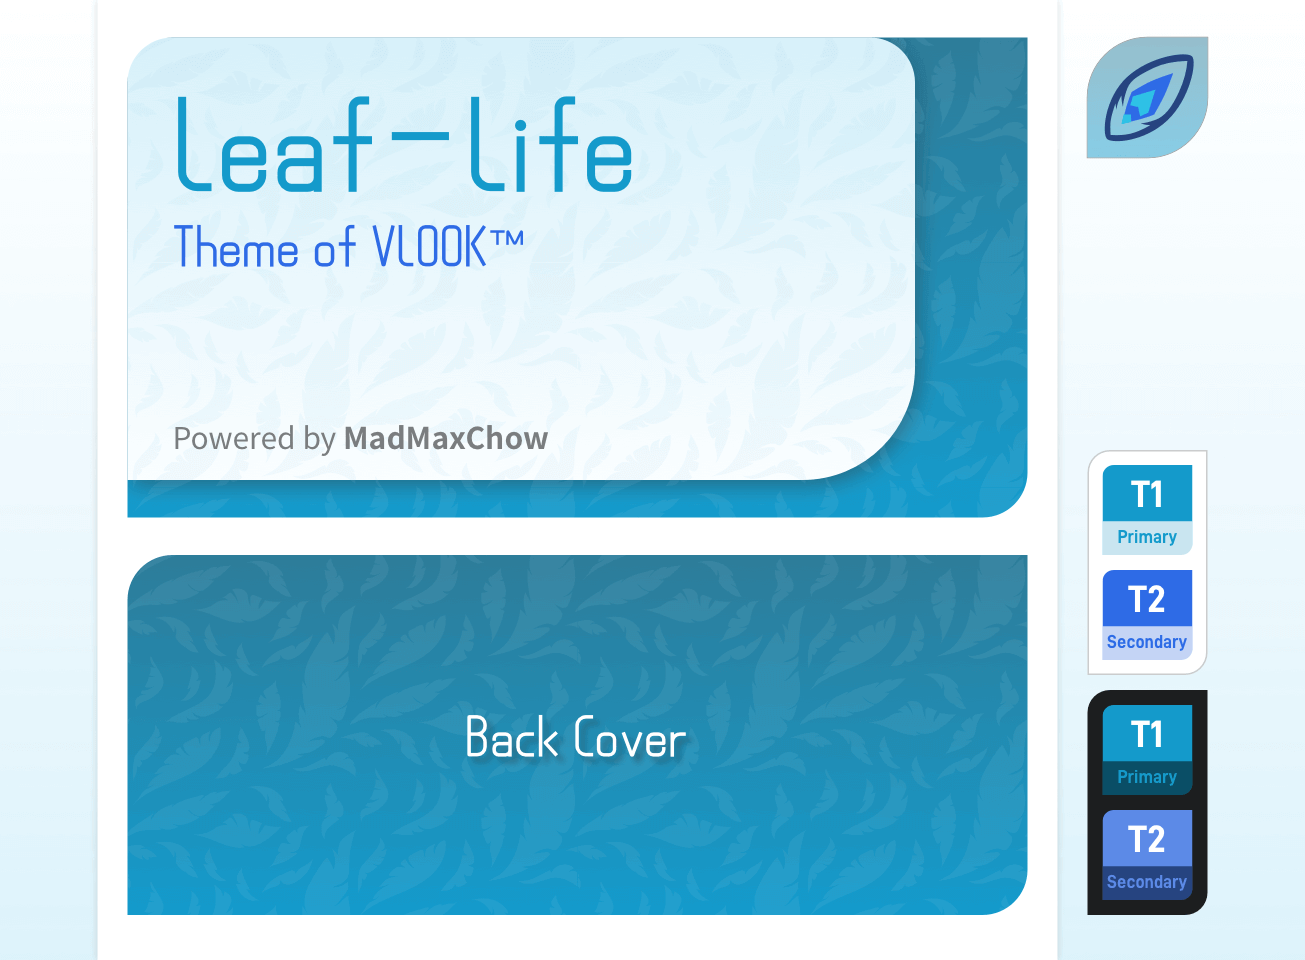 Leaf-Life
Theme of VLOOK™
Powered by MadMaxChow
Back Cover
T1
Primary
T2
Secondary
T1
Primary
T2
Secondary